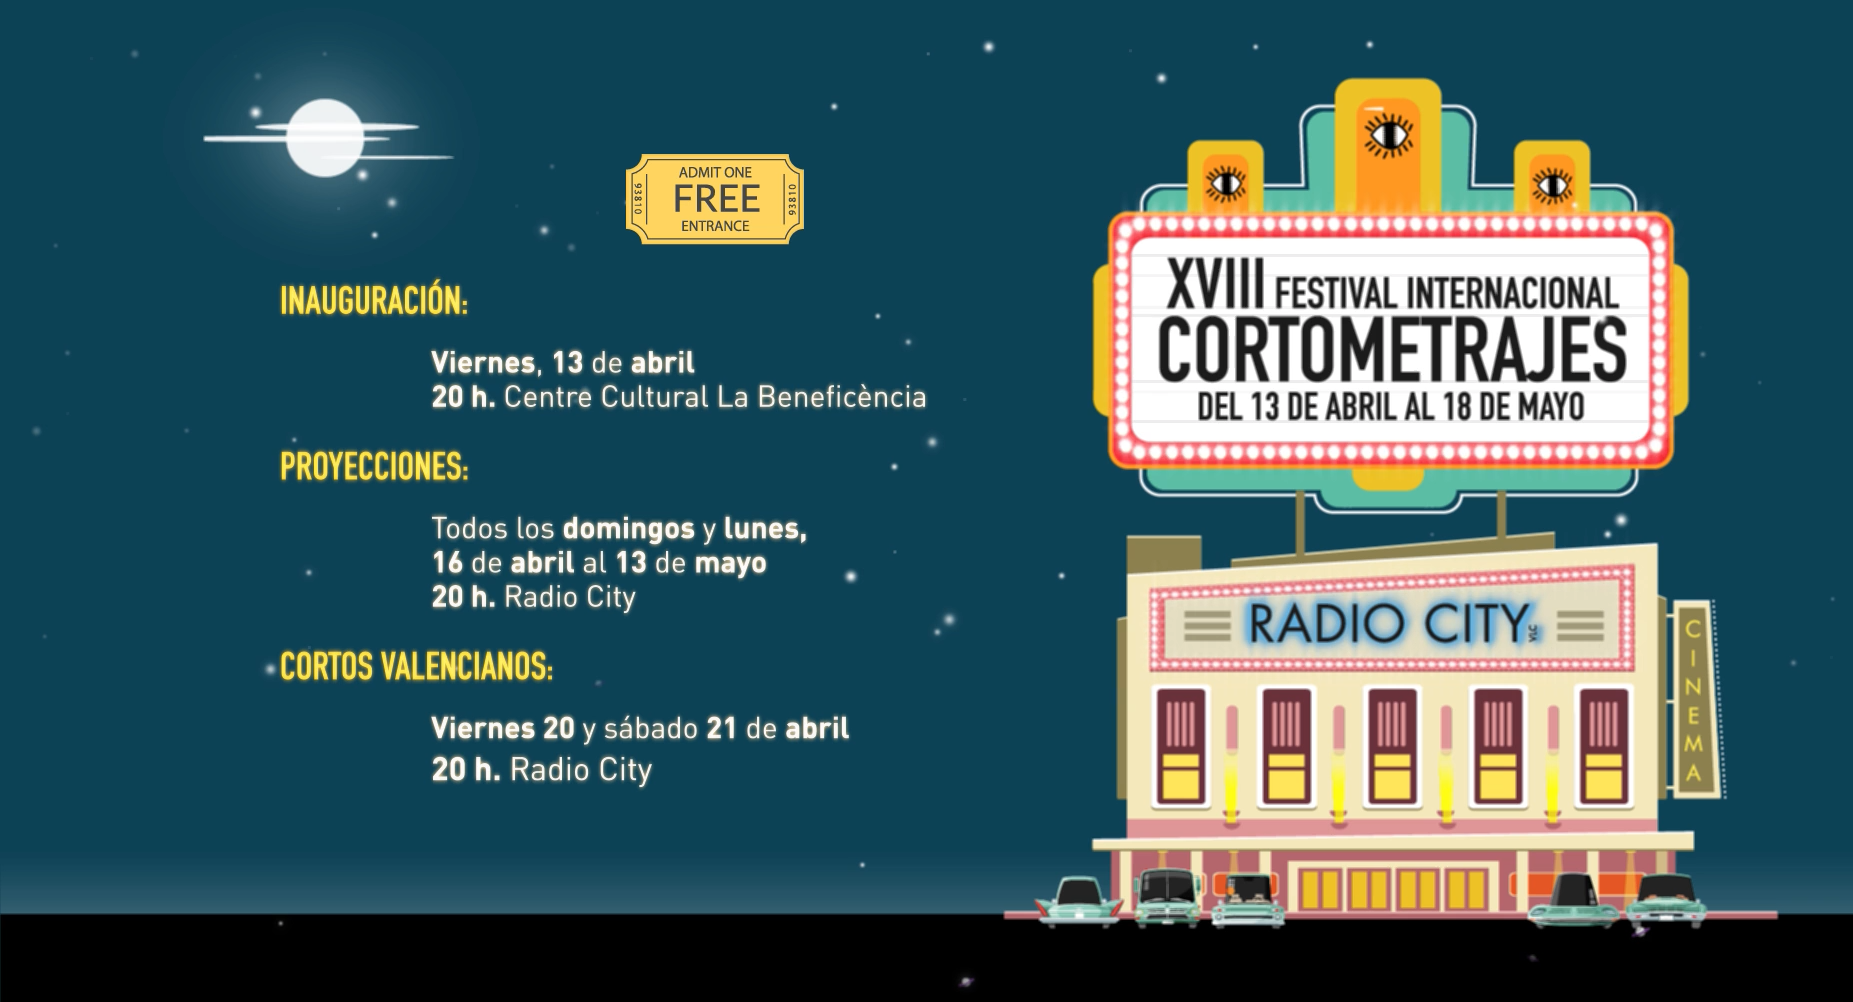 ADMIT ONE
93810
FREE
93810
ENTRANCE
INAUGURACIÓN:
Viernes, 13 de abril
20 h. Centre Cultural La Beneficència
PROYECCIONES:
Todos los domingos y lunes,
16 de abril al 13 de mayo
20 h. Radio City
CORTOS VALENCIANOS:
Viernes 20 y sábado 21 de abril
20 h. Radio City
XVIII FESTIVAL INTERNACIONAL
CORTOMETRAJES
DEL 13 DE ABRIL AL 18 DE MAYO
RADIO CITY VLC
CINEMA